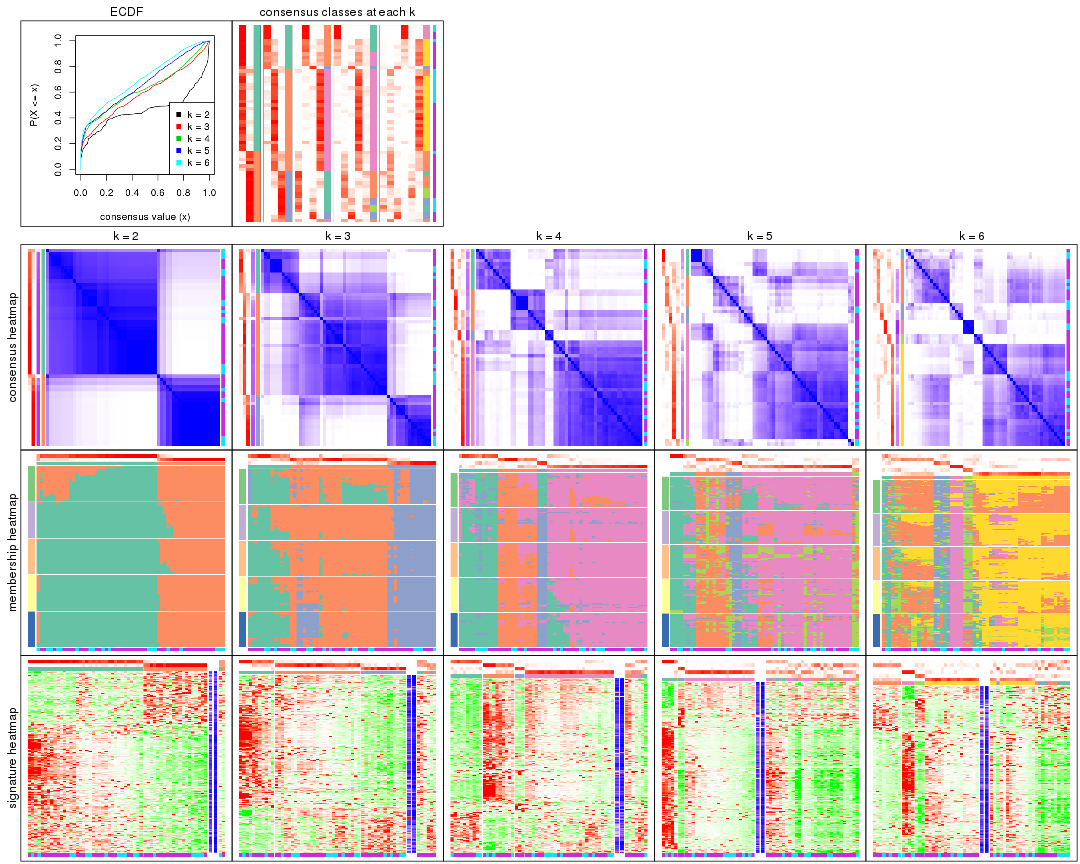 ECDF
consensus classes at each k
P(X <= x)
0.0 0.2 0.4 0.6 0.8 1.0
k = 2
k = 3
k = 4
k = 5
k = 6
0.0 0.2 0.4 0.6 0.8 1.0
consensus value (x)
k = 2 k = 3 k = 4 k = 5 k = 6
consensus heatmap
membership heatmap
signature heatmap